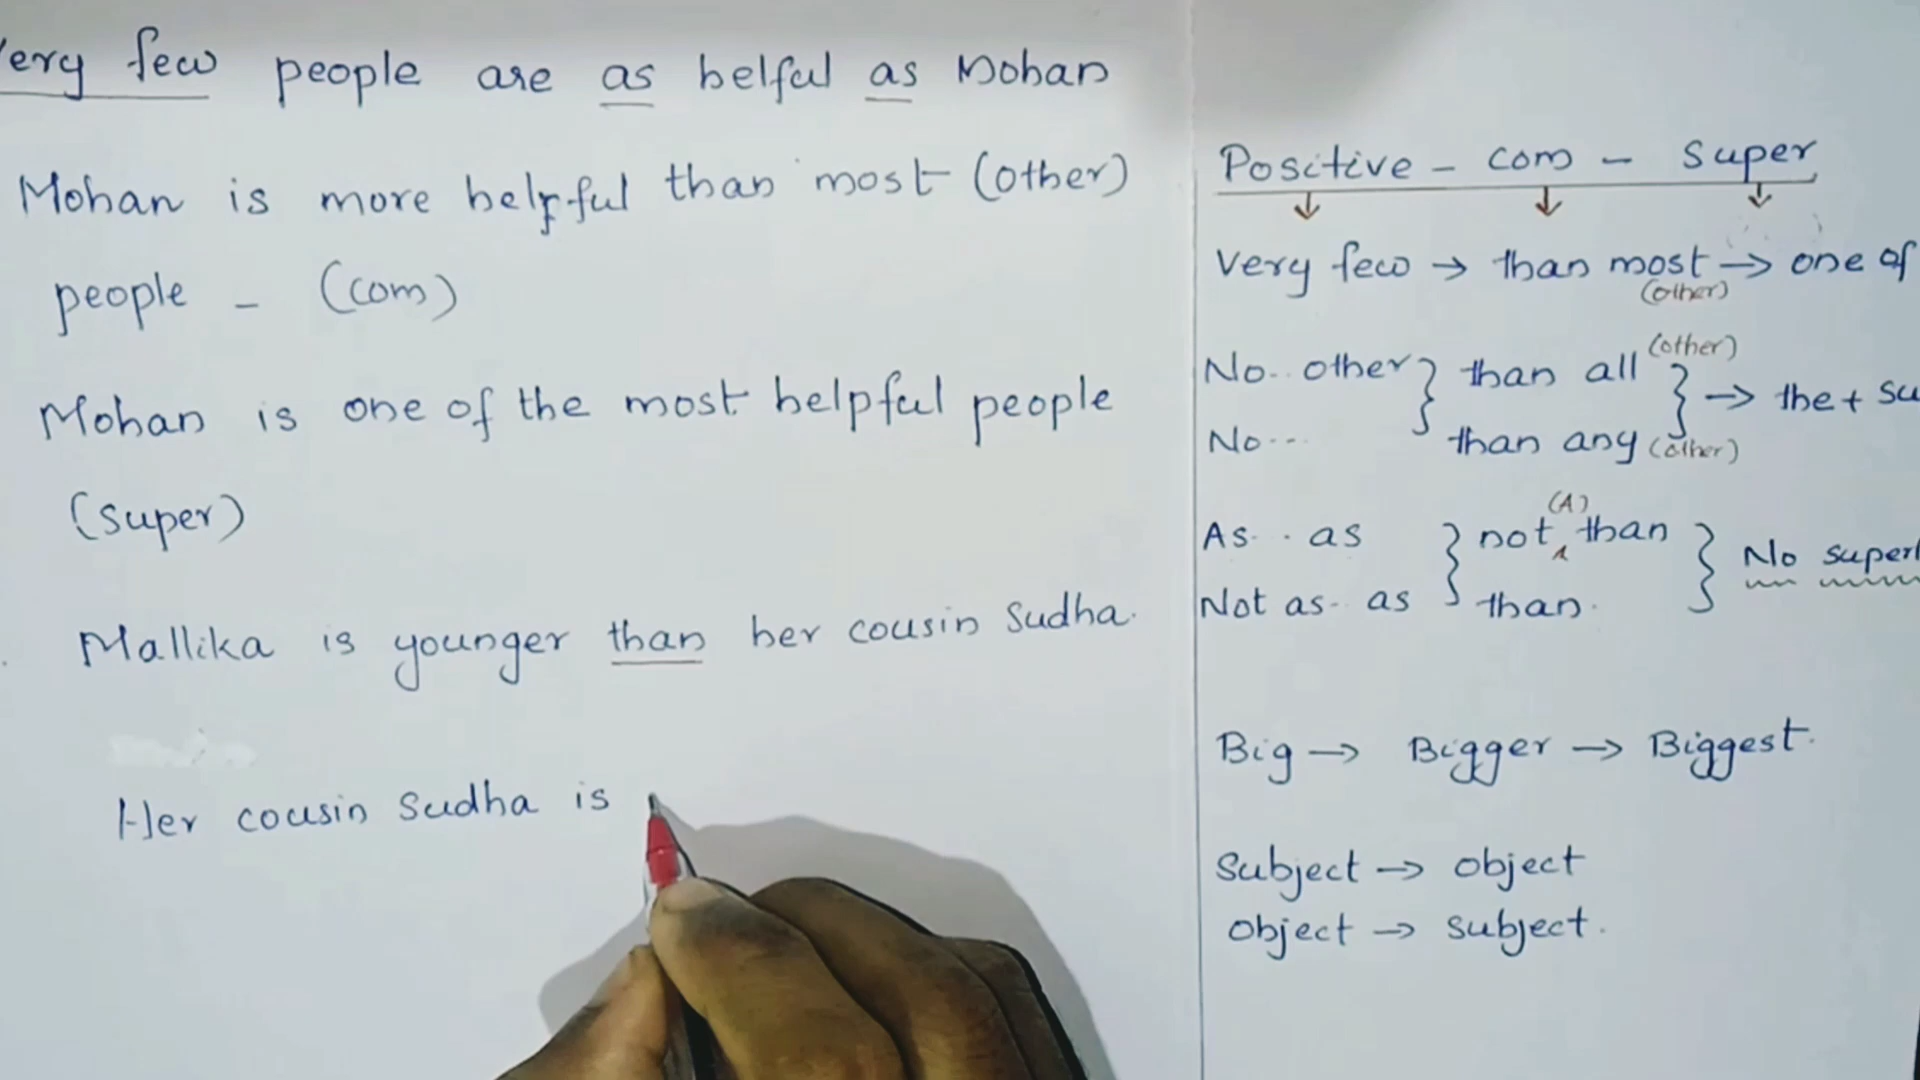 Very few people are as helful as Mohan
Mohan is more helpful than most (other)
people - (com)
Mohan is one of the most helpful people
(super)
Mallika is younger than her cousin Sudha.
Her cousin Sudha is
Positive - com - super
Very few → than most → one of
(other)
No.. other } than all (other) } → the + su
No... than any (other)
As.. as } not (A) than } No superl
Not as.. as than.
Big → Bigger → Biggest.
Subject → object
object → subject.